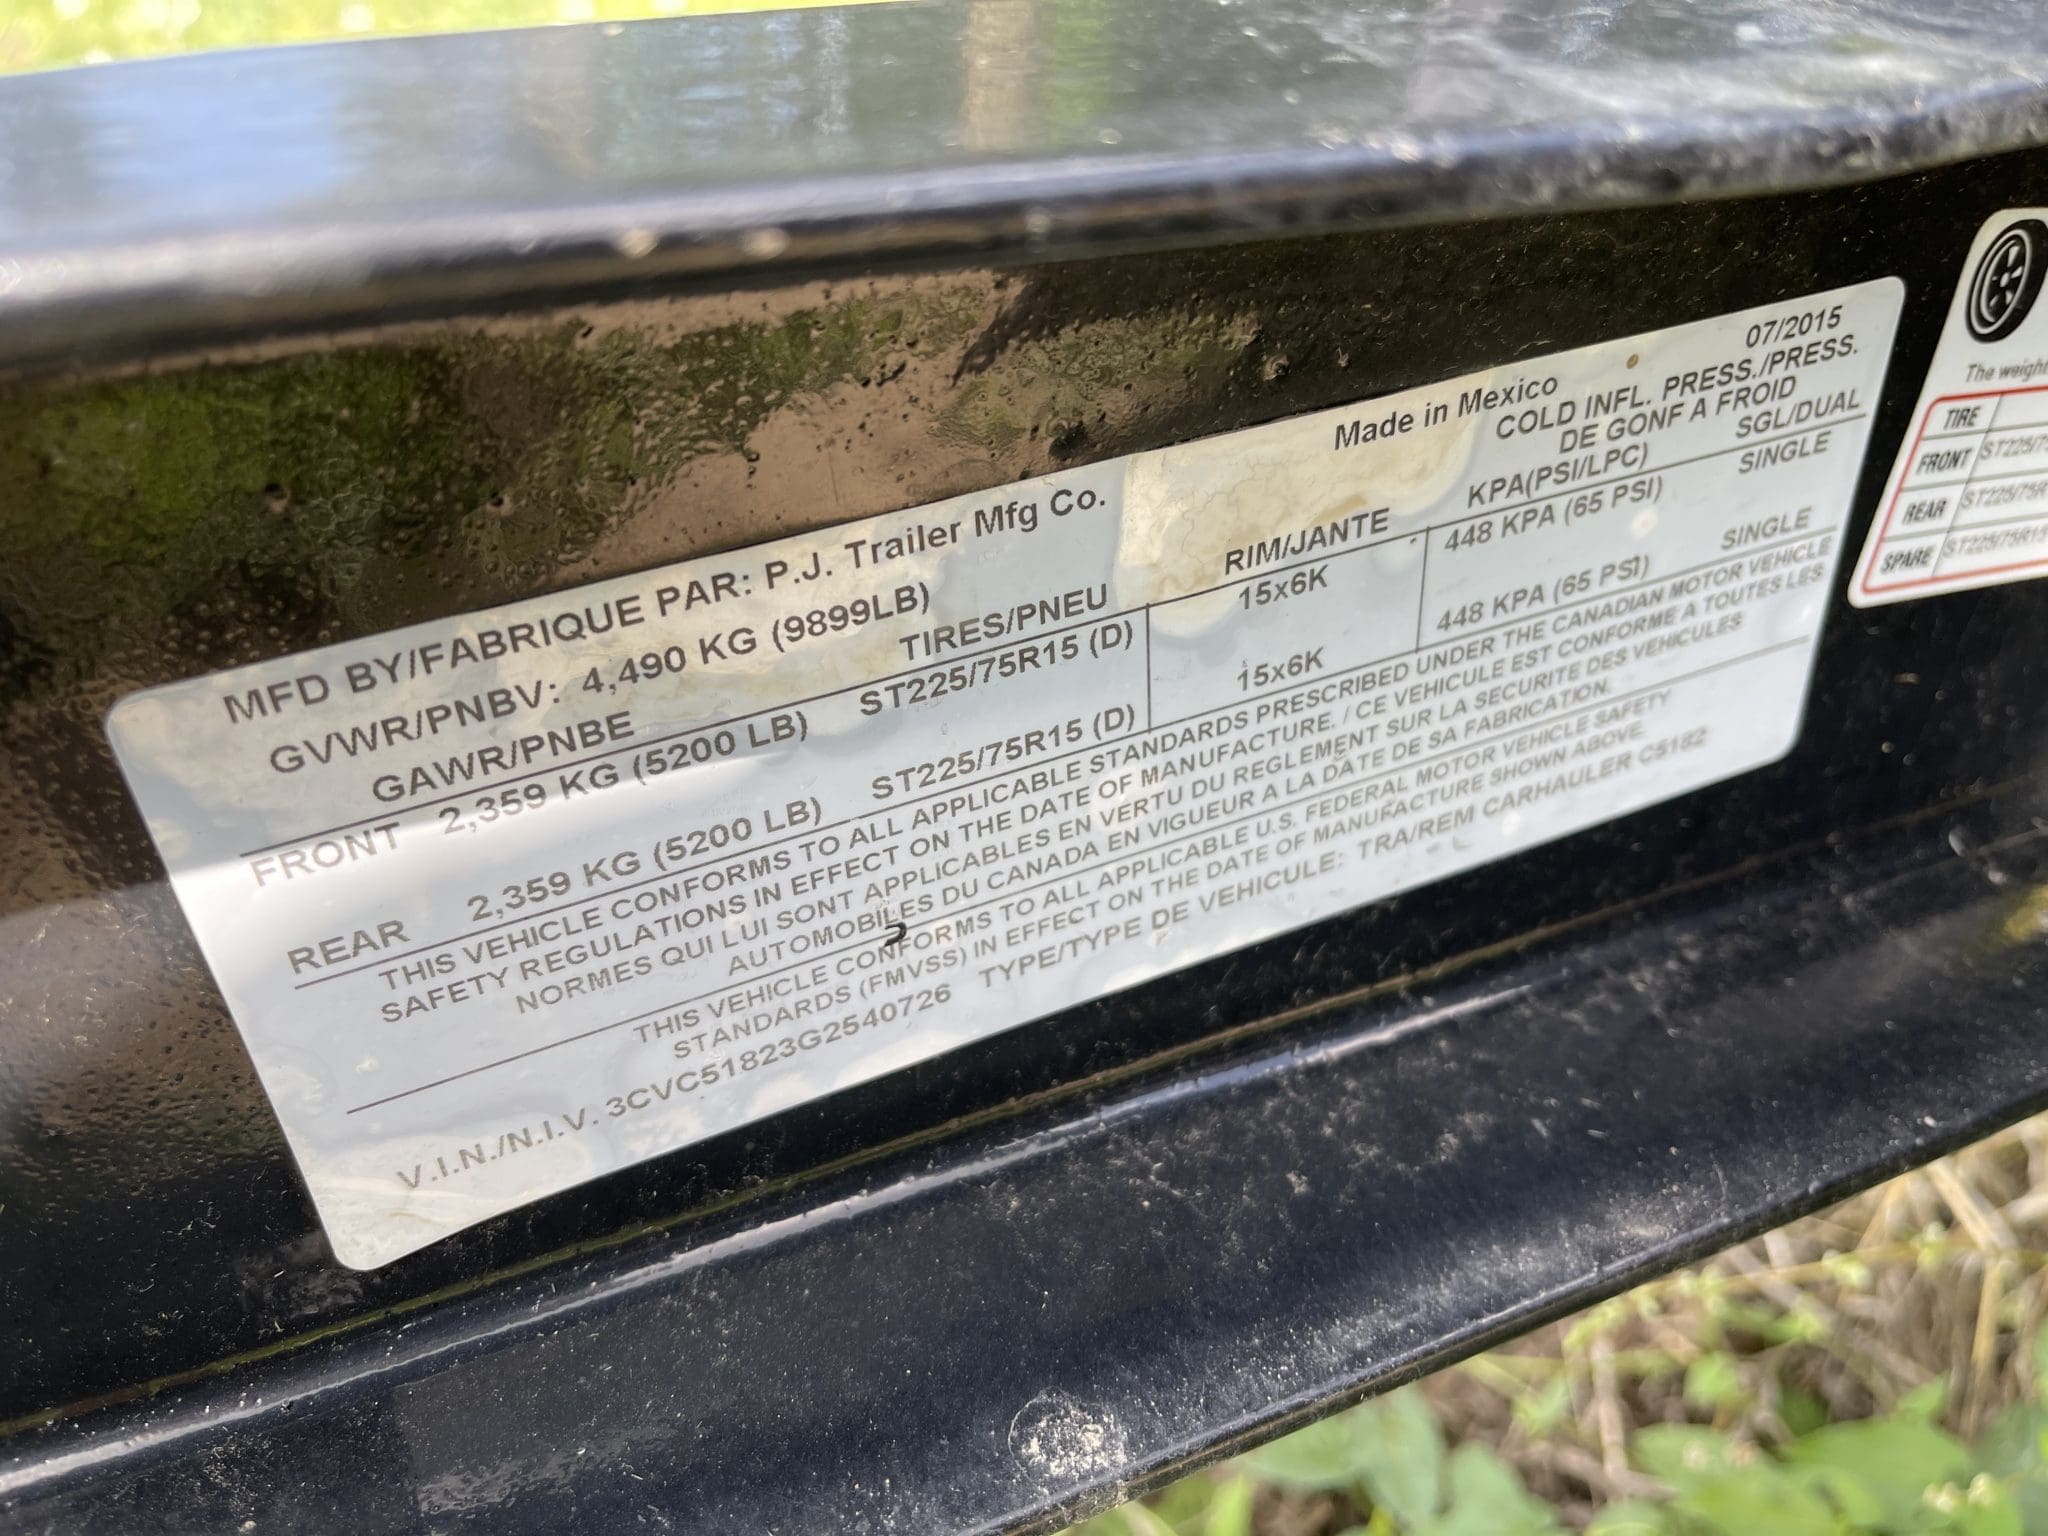 07/2015
Made in Mexico
COLD INFL. PRESS./PRESS.
DE GONF A FROID
MFD BY/FABRIQUE PAR: P.J. Trailer Mfg Co.
GVWR/PNBV: 4,490 KG (9899LB)
GAWR/PNBE TIRES/PNEU RIM/JANTE KPA(PSI/LPC) SGL/DUAL
FRONT 2,359 KG (5200 LB) ST225/75R15 (D) 15x6K 448 KPA (65 PSI) SINGLE
REAR 2,359 KG (5200 LB) ST225/75R15 (D) 15x6K 448 KPA (65 PSI) SINGLE
THIS VEHICLE CONFORMS TO ALL APPLICABLE STANDARDS PRESCRIBED UNDER THE CANADIAN MOTOR VEHICLE
SAFETY REGULATIONS IN EFFECT ON THE DATE OF MANUFACTURE. / CE VEHICULE EST CONFORME A TOUTES LES
NORMES QUI LUI SONT APPLICABLES EN VERTU DU REGLEMENT SUR LA SECURITE DES VEHICULES
AUTOMOBILES DU CANADA EN VIGUEUR A LA DATE DE SA FABRICATION.
THIS VEHICLE CONFORMS TO ALL APPLICABLE U.S. FEDERAL MOTOR VEHICLE SAFETY
STANDARDS (FMVSS) IN EFFECT ON THE DATE OF MANUFACTURE SHOWN ABOVE.
V.I.N./N.I.V. 3CVC51823G2540726 TYPE/TYPE DE VEHICULE: TRA/REM CARHAULER C5182
The weight
TIRE
FRONT ST225/75
REAR ST225/75R
SPARE ST225/75R15